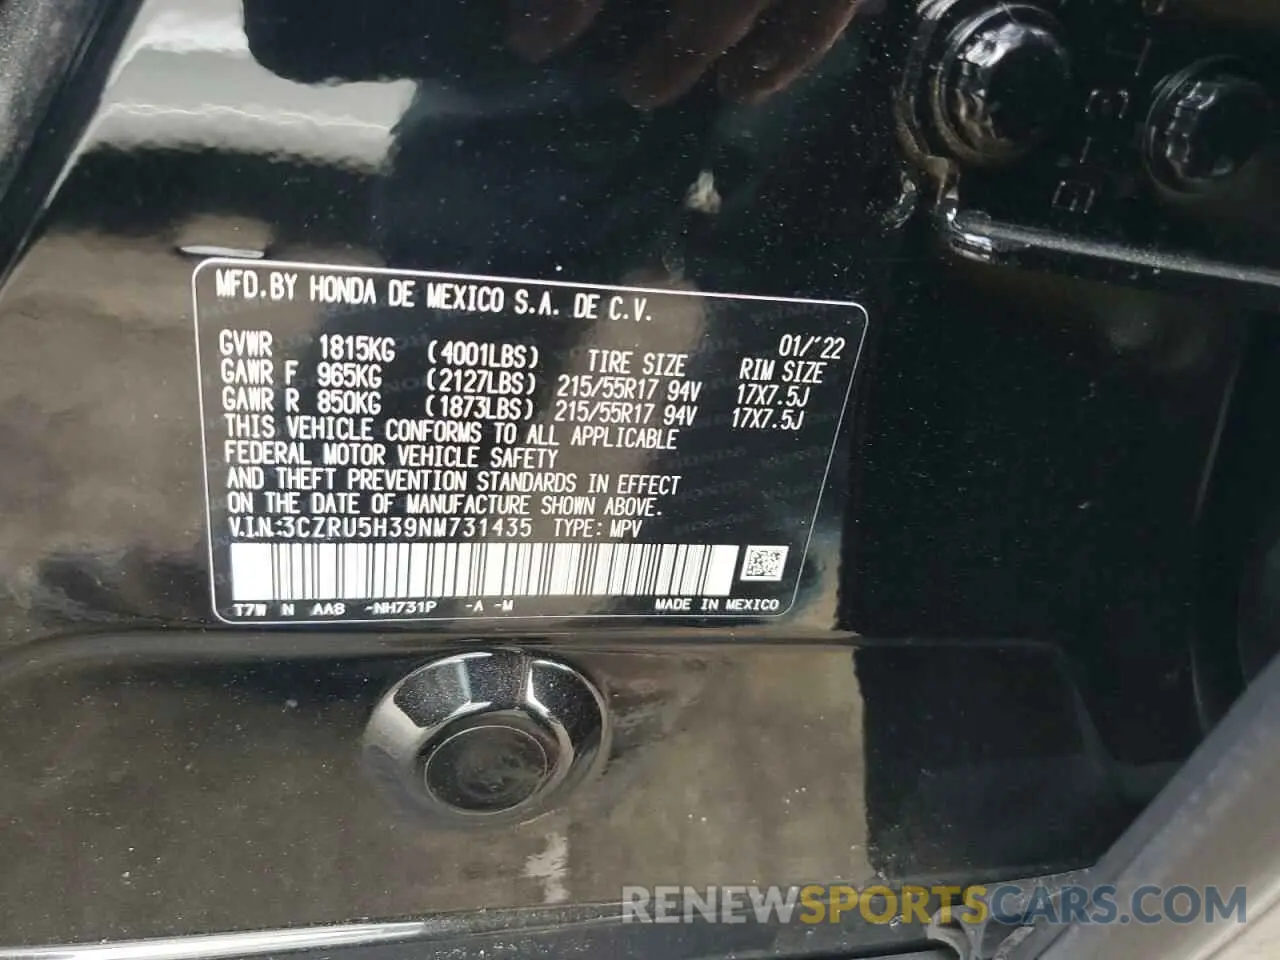 MFD.BY HONDA DE MEXICO S.A. DE C.V.
01/'22
GVWR 1815KG (4001LBS) TIRE SIZE RIM SIZE
GAWR F 965KG (2127LBS) 215/55R17 94V 17X7.5J
GAWR R 850KG (1873LBS) 215/55R17 94V 17X7.5J
THIS VEHICLE CONFORMS TO ALL APPLICABLE
FEDERAL MOTOR VEHICLE SAFETY
AND THEFT PREVENTION STANDARDS IN EFFECT
ON THE DATE OF MANUFACTURE SHOWN ABOVE.
V.I.N.:3CZRU5H39NM731435 TYPE: MPV
T7W N AA8 -NH731P -A -M MADE IN MEXICO
RENEWSPORTSCARS.COM